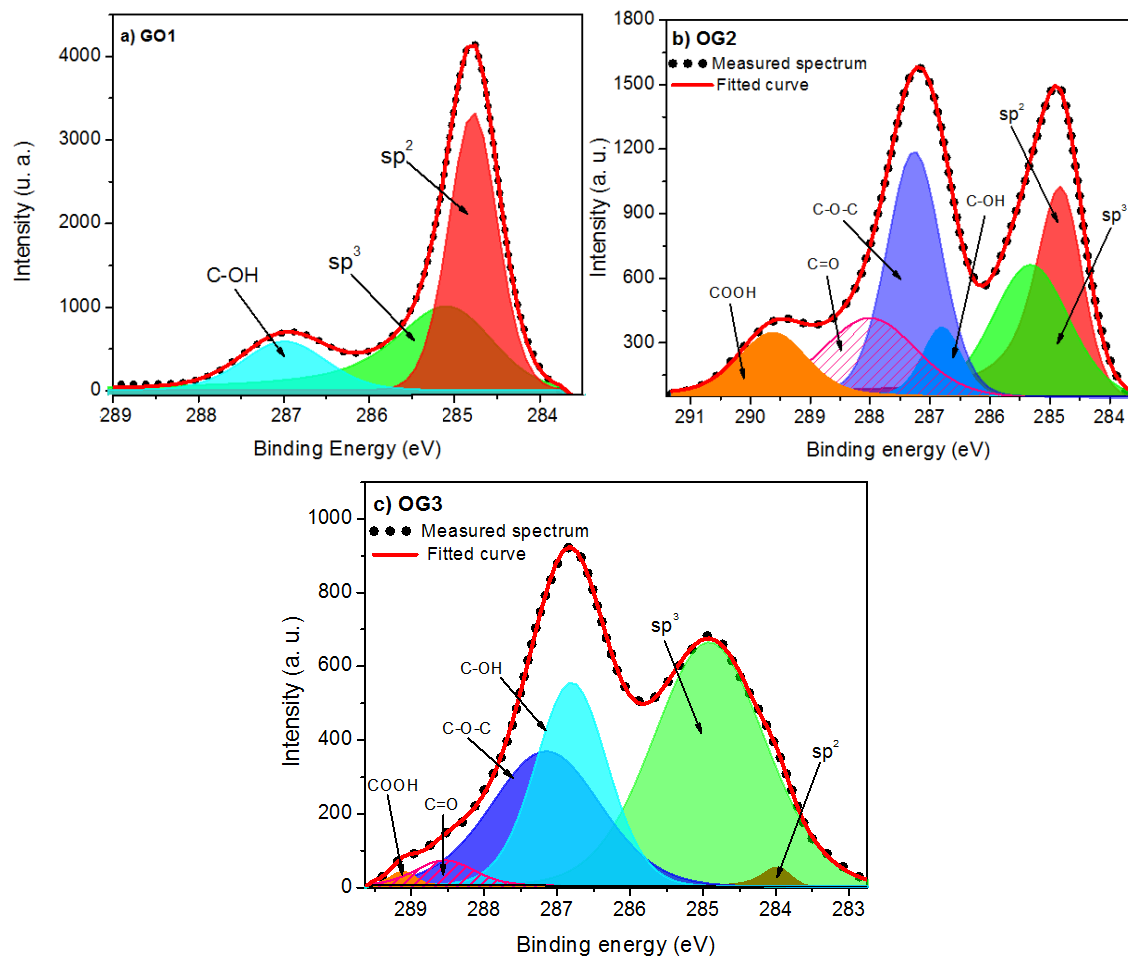 a) GO1
4000
3000
2000
1000
0
Intensity (u. a.)
sp²
sp³
C-OH
289 288 287 286 285 284
Binding Energy (eV)
b) OG2
Measured spectrum
Fitted curve
1800
1500
1200
900
600
300
Intensity (a. u.)
sp²
C-OH
sp³
C-O-C
C=O
COOH
291 290 289 288 287 286 285 284
Binding energy (eV)
c) OG3
Measured spectrum
Fitted curve
1000
800
600
400
200
0
Intensity (a. u.)
sp³
C-OH
C-O-C
sp²
COOH
C=O
289 288 287 286 285 284 283
Binding energy (eV)